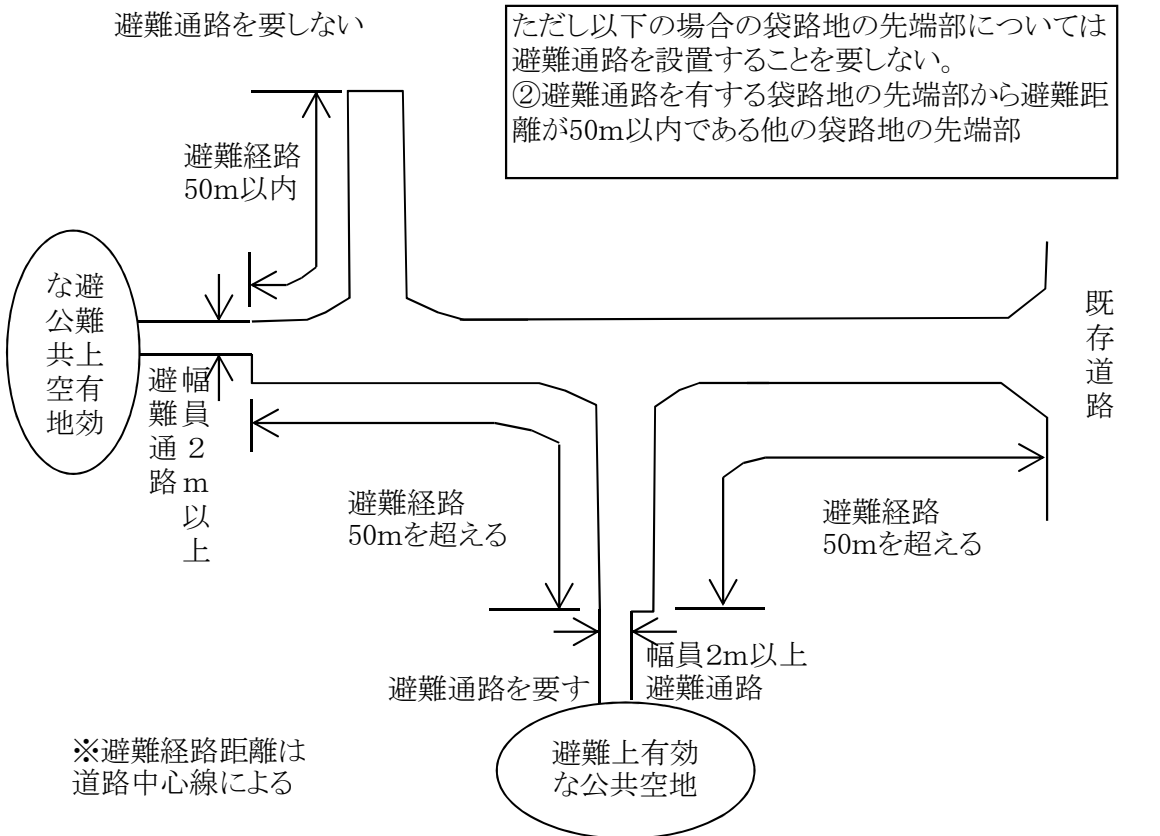 避難通路を要しない
ただし以下の場合の袋路地の先端部については
避難通路を設置することを要しない。
②避難通路を有する袋路地の先端部から避難距
離が50m以内である他の袋路地の先端部
避難経路
50m以内
避難上有効
な公共空地
幅員2m以上
避難通路
既存道路
避難経路
50mを超える
避難経路
50mを超える
幅員2m以上
避難通路
避難通路を要す
避難上有効
な公共空地
※避難経路距離は
道路中心線による